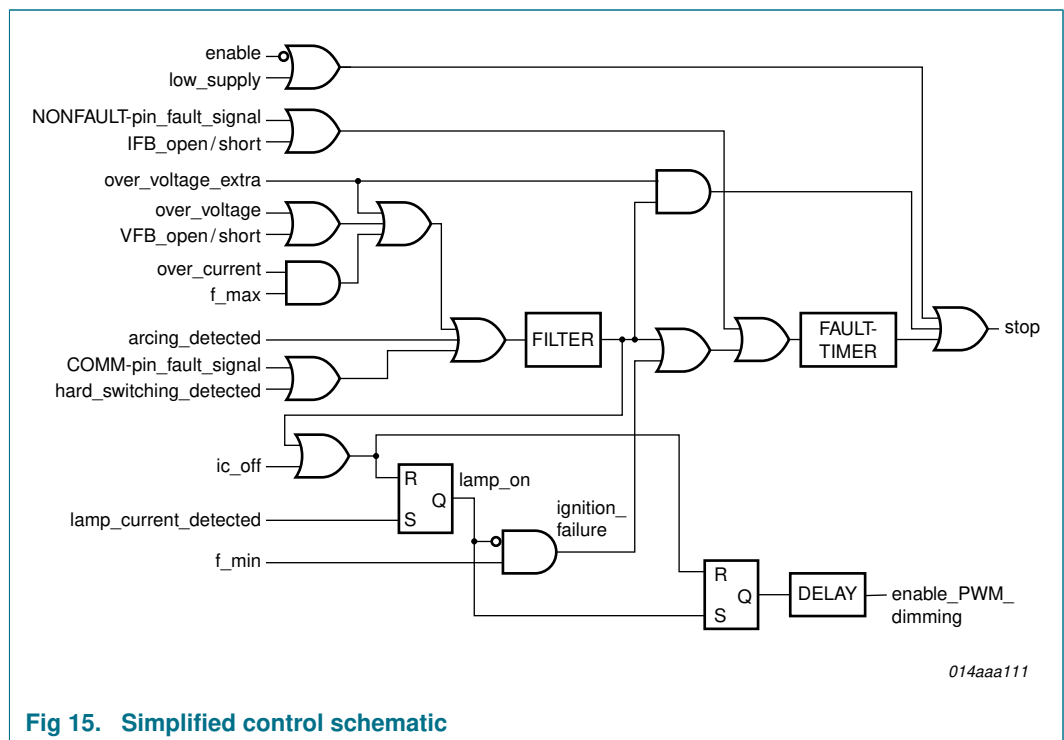 enable
low_supply
NONFAULT-pin_fault_signal
IFB_open/short
over_voltage_extra
over_voltage
VFB_open/short
over_current
f_max
arcing_detected
COMM-pin_fault_signal
hard_switching_detected
FILTER
FAULT-
TIMER
stop
ic_off
lamp_current_detected
f_min
R
Q
S
lamp_on
ignition_
failure
R
Q
S
DELAY
enable_PWM_
dimming
014aaa111
Fig 15. Simplified control schematic